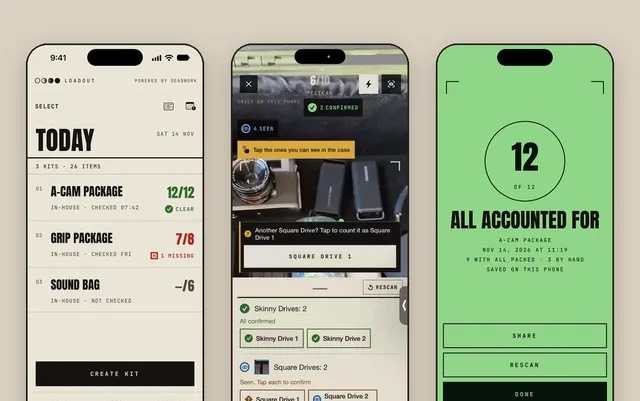 9:41
LOADOUT
POWERED BY DEADWORK
SELECT
TODAY
SAT 14 NOV
3 KITS · 26 ITEMS
01
A-CAM PACKAGE
12/12
IN-HOUSE · CHECKED 07:42
CLEAR
02
GRIP PACKAGE
7/8
IN-HOUSE · CHECKED FRI
1 MISSING
03
SOUND BAG
—/6
IN-HOUSE · NOT CHECKED
CREATE KIT
6/10
PELICAN
SAVED ON THIS PHONE
2 CONFIRMED
4 SEEN
Tap the ones you can see in the case
Another Square Drive? Tap to count it as Square
Drive 1
SQUARE DRIVE 1
RESCAN
Skinny Drives: 2
All confirmed
Skinny Drive 1
Skinny Drive 2
Square Drives: 2
Seen. Tap each to confirm
Square Drive 1
Square Drive 2
12
OF 12
ALL ACCOUNTED FOR
A-CAM PACKAGE
NOV 14, 2026 AT 11:19
9 WITH ALL PACKED · 3 BY HAND
SAVED ON THIS PHONE
SHARE
RESCAN
DONE